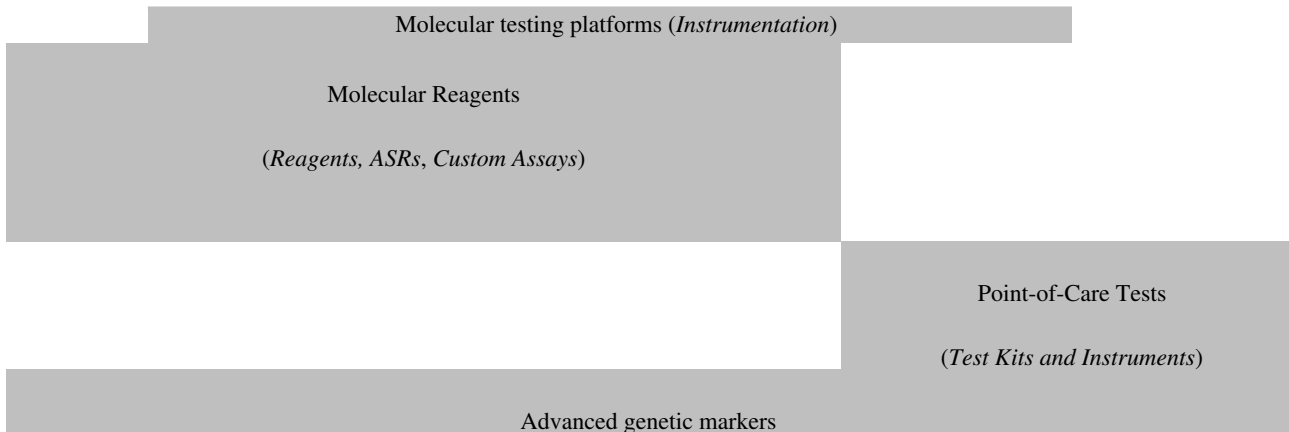 Molecular testing platforms (Instrumentation)
Molecular Reagents
(Reagents, ASRs, Custom Assays)
Point-of-Care Tests
(Test Kits and Instruments)
Advanced genetic markers